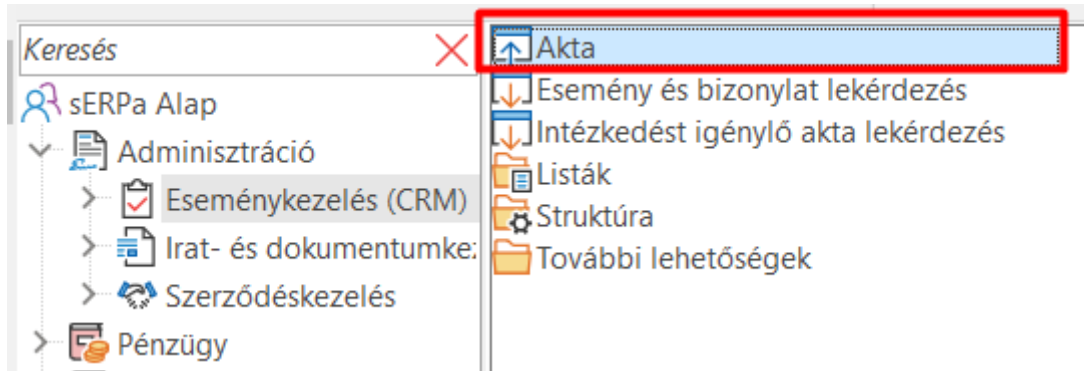 Keresés
sERPa Alap
Adminisztráció
Eseménykezelés (CRM)
Irat- és dokumentumke
Szerződéskezelés
Pénzügy
Akta
Esemény és bizonylat lekérdezés
Intézkedést igénylő akta lekérdezés
Listák
Struktúra
További lehetőségek